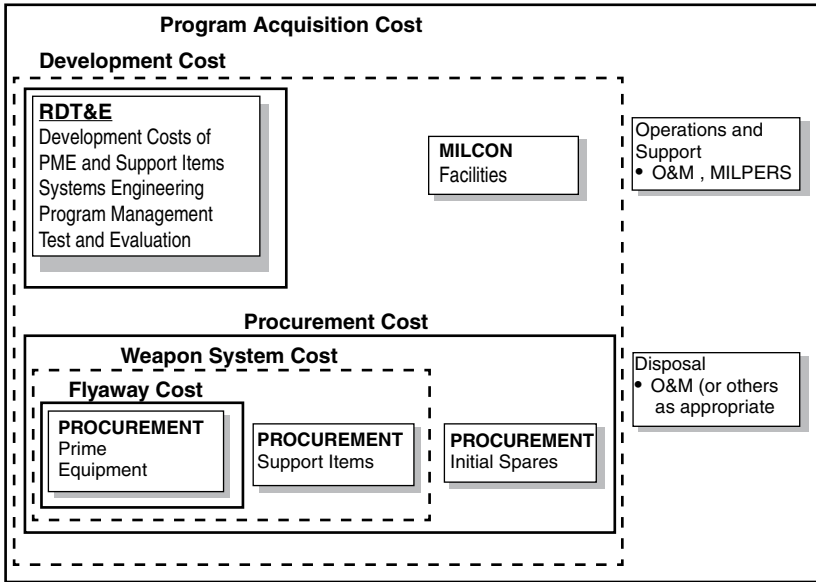 Program Acquisition Cost
Development Cost
RDT&E
Development Costs of
PME and Support Items
Systems Engineering
Program Management
Test and Evaluation
MILCON
Facilities
Operations and
Support
• O&M , MILPERS
Procurement Cost
Weapon System Cost
Flyaway Cost
PROCUREMENT
Prime
Equipment
PROCUREMENT
Support Items
PROCUREMENT
Initial Spares
Disposal
• O&M (or others
as appropriate